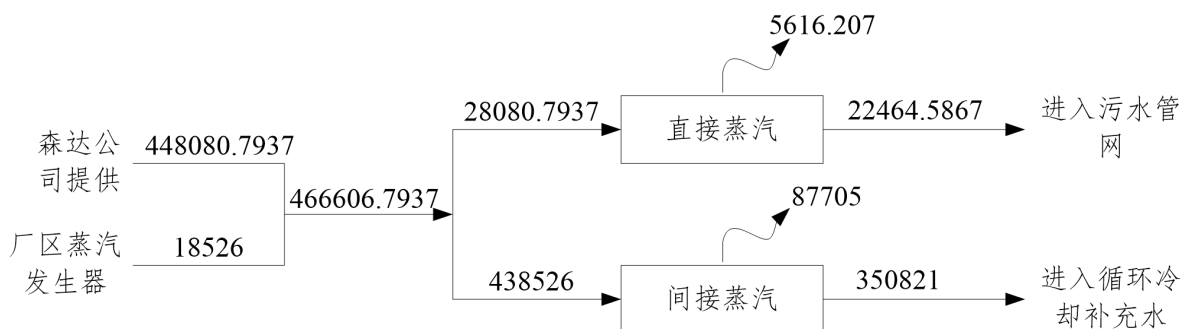 5616.207
28080.7937
直接蒸汽
22464.5867
进入污水管
网
森达公
司提供
448080.7937
466606.7937
87705
厂区蒸汽
发生器
18526
438526
间接蒸汽
350821
进入循环冷
却补充水